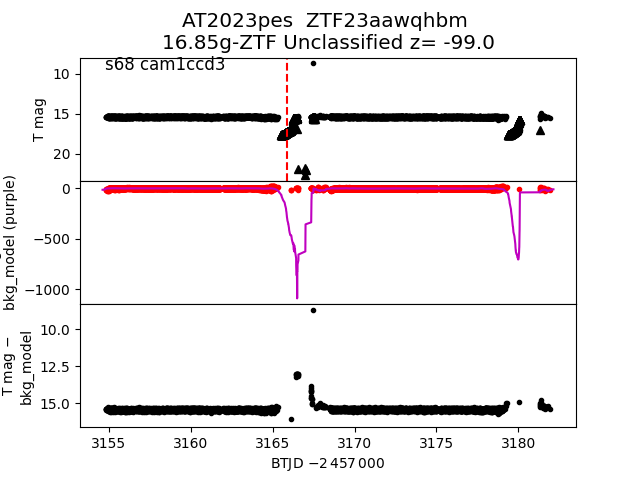 AT2023pes  ZTF23aawqhbm
16.85g-ZTF Unclassified z= -99.0
s68 cam1ccd3
10
15
20
T mag
0
−500
−1000
bkg_model (purple)
10.0
12.5
15.0
T mag −
bkg_model
3155
3160
3165
3170
3175
3180
BTJD −2 457 000